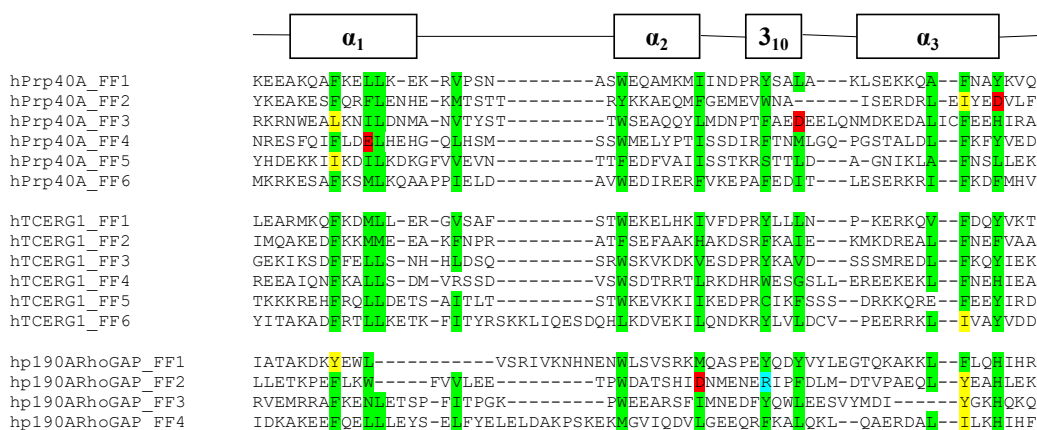 α1 α2 310 α3
hPrp40A_FF1 KEEAKQAFKELLK-EK-RVPSN---------ASWEQAMKMIINDPRYSALA---KLSEKKQA--FNAYKVQ
hPrp40A_FF2 YKEAKESFQRFLENHE-KMTSTT---------RYKKAEQMFGEMEVWNA-----ISERDRL-EIYEDVLF
hPrp40A_FF3 RKRNWEALKNILDNMA-NVTYST---------TWSEAQQYLMDNPTFAEDEELQNMDKEDALICFEEHIRA
hPrp40A_FF4 NRESFQIFLDELHEHG-QLHSM---------SSWMELYPTISSDIRFTNMLGQ-PGSTALDL-FKFYVED
hPrp40A_FF5 YHDEKKIIKDILKDKGFVVEVN---------TTFEDFVAIISSTKRSTTLD---AGNIKLA-FNSLLEK
hPrp40A_FF6 MKRKESAFKSMLKQAAPPIELD---------AVWEDIRERFVKEPAFEDIT---LESERKRI-FKDFMHV
hTCERG1_FF1 LEARMKQFKDMLL-ER-GVSAF---------STWEKELHKIVFDPRYLLLN---P-KERKQV--FDQYVKT
hTCERG1_FF2 IMQAKEDFKKMME-EA-KFNPR---------ATFSEFAAKHAKDSRFKAIE---KMKDREAL-FNEFVAA
hTCERG1_FF3 GEKIKSDFFELLS-NH-HLDSQ---------SRWSKVKDKVESDPRYKAVD---SSSMREDL-FKQYIEK
hTCERG1_FF4 REEAIQNFKALLS-DM-VRSSD---------VSWSDTRRTLRKDHRWESGSLLEREEKEKL-FNEHIEA
hTCERG1_FF5 TKKKREHFRQLLDETS-AITLT---------STWKEVKKIIKEDPRCIKFSSS--DRKKQRE-FEEYIRD
hTCERG1_FF6 YITAKADFRTLLKETK-FITYRSKKLIQESDQHLKDVEKILQNDKRYLVLDCV--PEERRKL-IVAYVDD
hp190ARhoGAP_FF1 IATAKDKYEWL-----------VSRIVKNHNENWLSVSRKMQASPEYQDYVYLEGTQKAKKL-FLQHIHR
hp190ARhoGAP_FF2 LLETKPEFLKW----FVVLEE--------TPWDATSHIDNMENERIPFDLM-DTVPAEQL--YEAHLEK
hp190ARhoGAP_FF3 RVEMRRAFKENLETSP-FITPGK--------PWEEARSFIMNEDFYQWLEESVYMDI-----YGKHQKQ
hp190ARhoGAP_FF4 IDKAKEEFQELLLEYS-ELFYELELDAKPSKEKMGVIQDVLGEEQRFKALQKL---QAERDAL-ILKHIHF